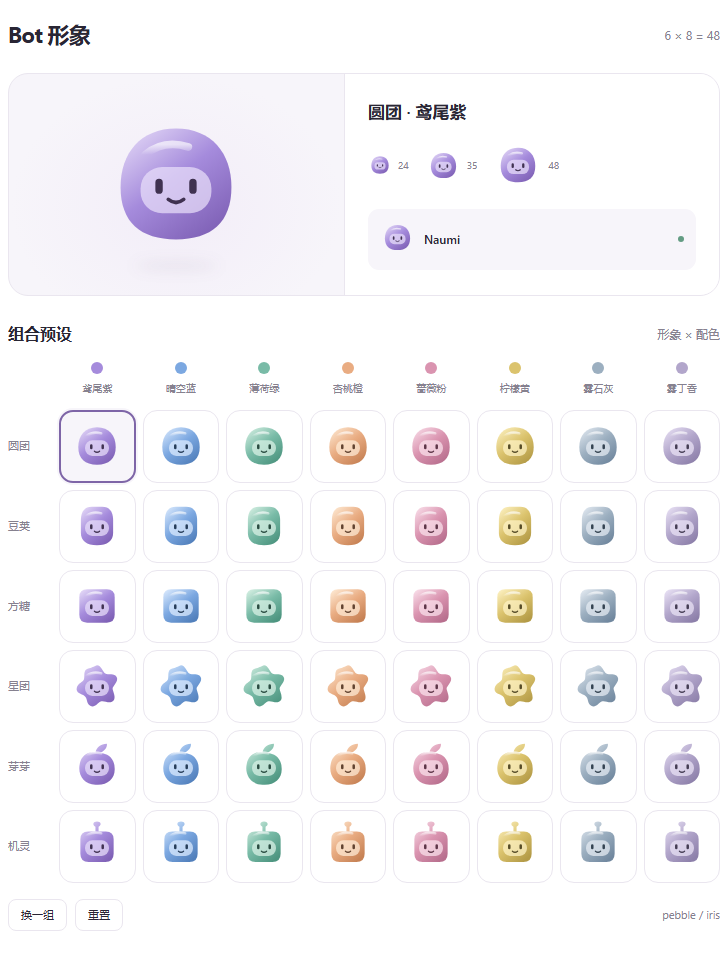 Bot 形象
6 × 8 = 48
圆团 · 鸢尾紫
24 35 48
Naumi
组合预设
形象 × 配色
鸢尾紫 晴空蓝 薄荷绿 杏桃橙 蔷薇粉 柠檬黄 雾石灰 雾丁香
圆团
豆荚
方糖
星团
芽芽
机灵
换一组 重置
pebble / iris